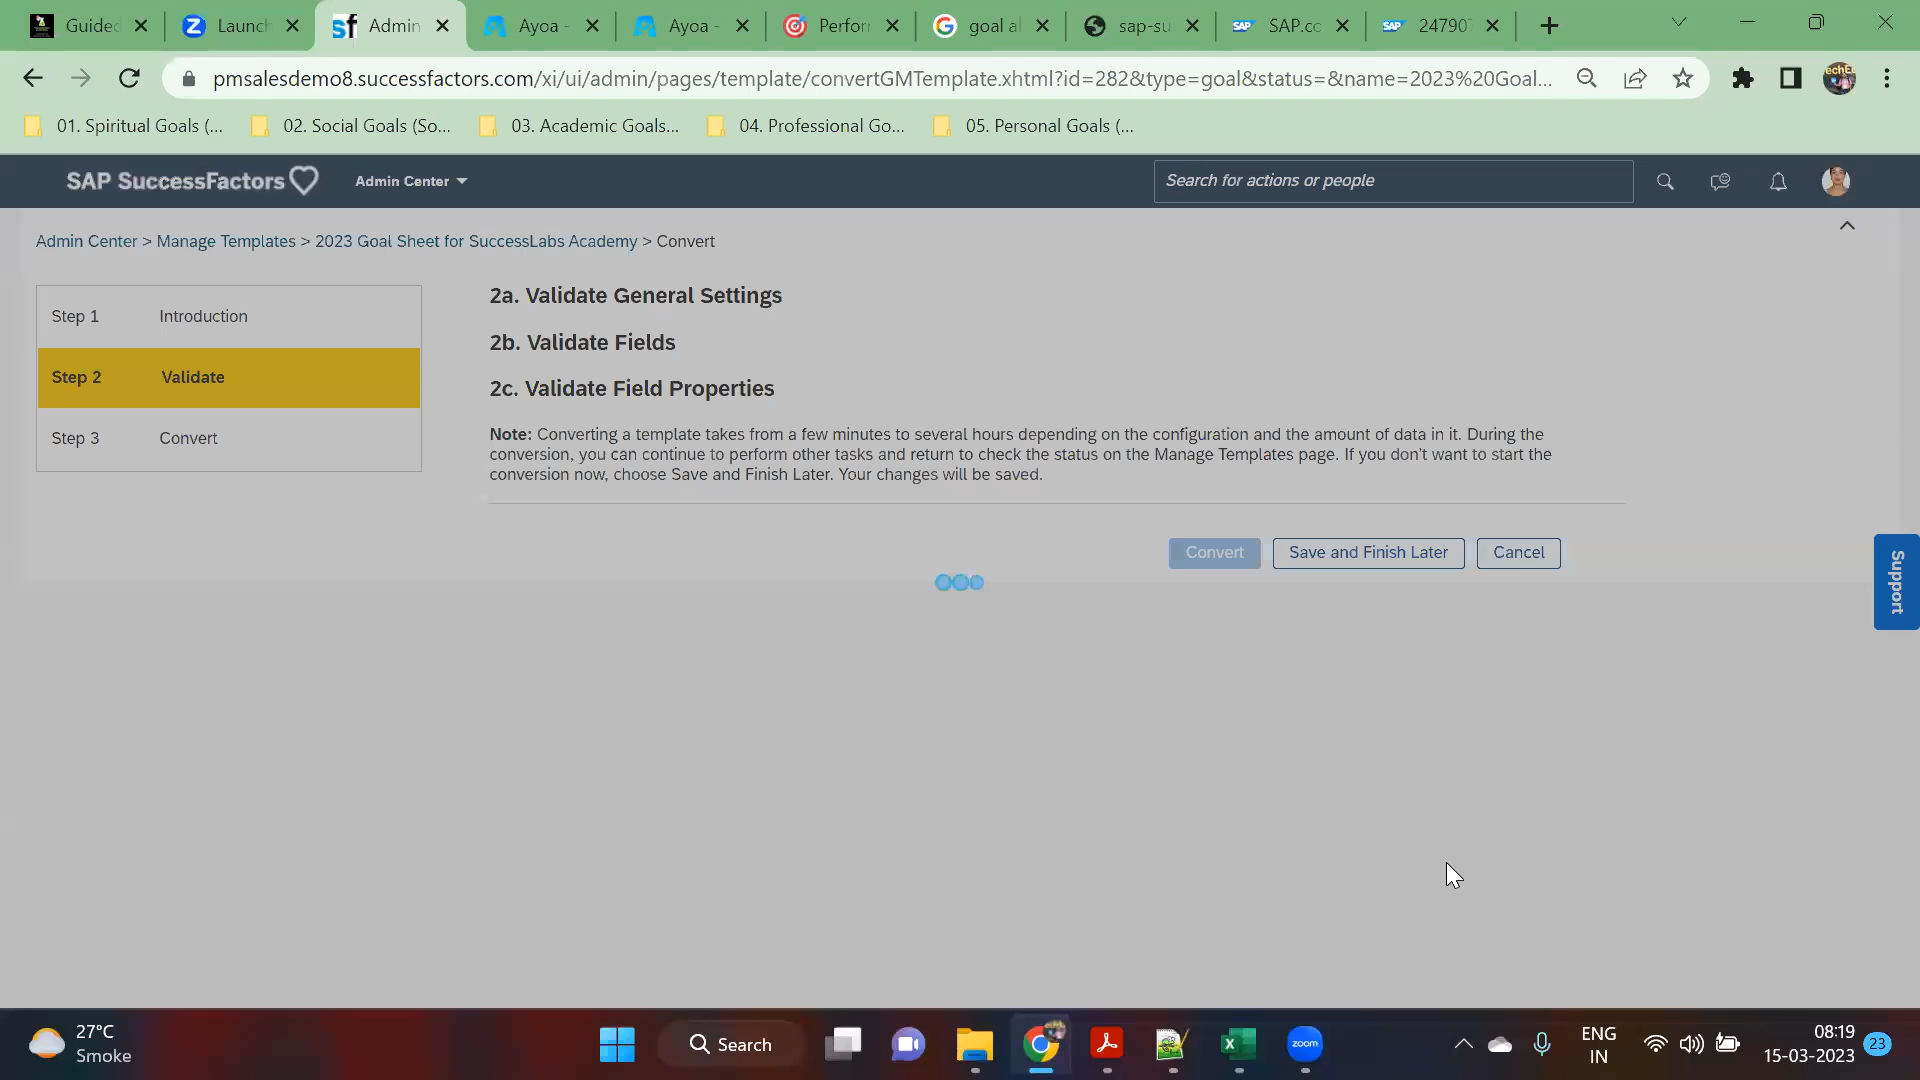 Guided
Launch
Admin
Ayoa -
Ayoa -
Perfor
goal al
sap-su
SAP.co
24790
pmsalesdemo8.successfactors.com/xi/ui/admin/pages/template/convertGMTemplate.xhtml?id=282&type=goal&status=&name=2023%20Goal...
01. Spiritual Goals (...
02. Social Goals (So...
03. Academic Goals...
04. Professional Go...
05. Personal Goals (...
SAP SuccessFactors
Admin Center
Search for actions or people
Admin Center > Manage Templates > 2023 Goal Sheet for SuccessLabs Academy > Convert
Step 1 Introduction
Step 2 Validate
Step 3 Convert
2a. Validate General Settings
2b. Validate Fields
2c. Validate Field Properties
Note: Converting a template takes from a few minutes to several hours depending on the configuration and the amount of data in it. During the
conversion, you can continue to perform other tasks and return to check the status on the Manage Templates page. If you don't want to start the
conversion now, choose Save and Finish Later. Your changes will be saved.
Convert
Save and Finish Later
Cancel
Support
27°C
Smoke
Search
zoom
ENG
IN
08:19
15-03-2023
23